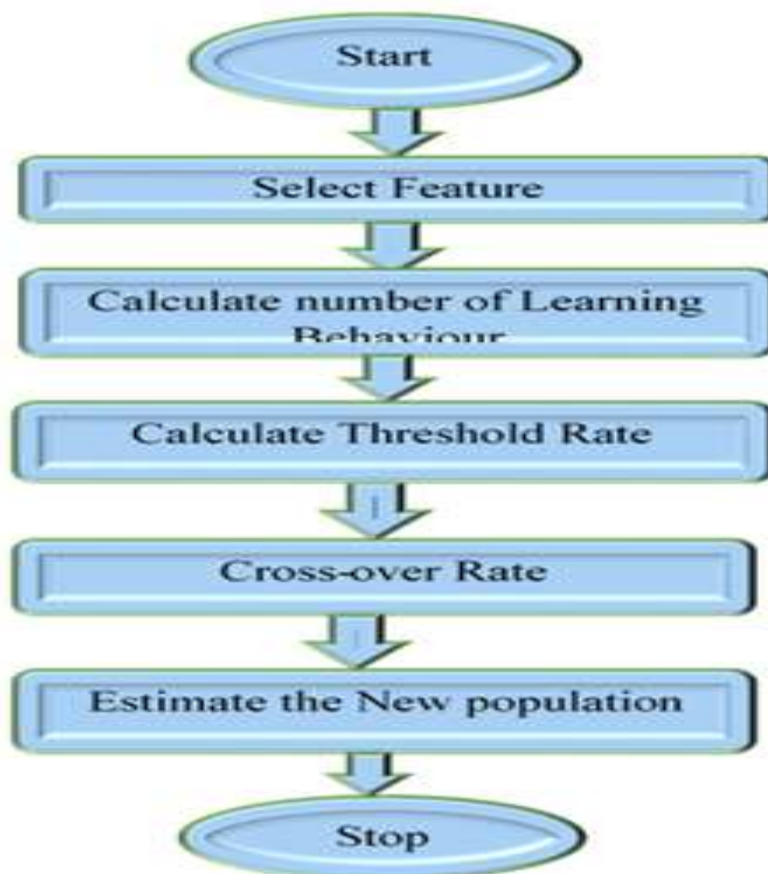 Start
Select Feature
Calculate number of Learning
Behaviour
Calculate Threshold Rate
Cross-over Rate
Estimate the New population
Stop